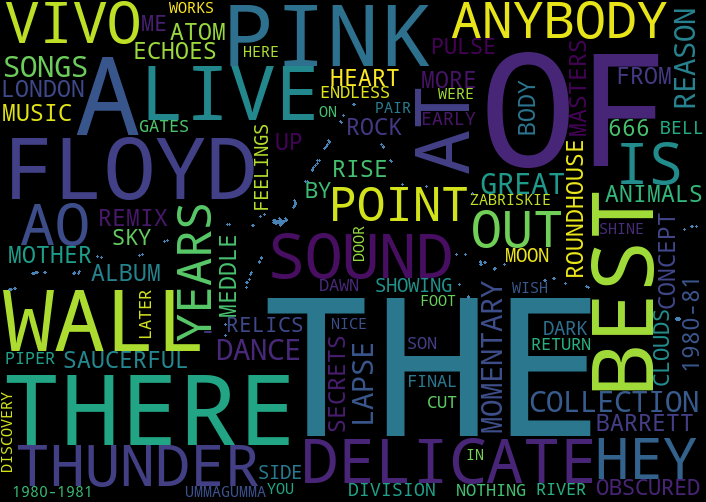 VIVO
ME
WORKS
ATOM
ECHOES
PINK
HERE
ANYBODY
PULSE
REASON
SONGS
LONDON
MUSIC
A
ALIVE
GATES
HEART
ENDLESS
ON
PAIR
ROCK
MORE
WERE
EARLY
AT
OF
BODY
MASTERS
FROM
666
BELL
IS
FLOYD
FEELINGS
UP
RISE
BY
POINT
GREAT
ZABRISKIE
ROUNDHOUSE
ANIMALS
AO
REMIX
SKY
YEARS
MOTHER
ALBUM
MEDDLE
SOUND
DOOR
OUT
MOON
BEST
SHINE
CONCEPT
DAWN
SHOWING
FOOT
WISH
WALL
LATER
RELICS
NICE
THE
MOMENTARY
DARK
RETURN
CLOUDS
1980-81
PIPER
SAUCERFUL
DANCE
SECRETS
LAPSE
SON
FINAL
CUT
COLLECTION
BARRETT
THERE
DISCOVERY
THUNDER
SIDE
DELICATE
IN
HEY
OBSCURED
1980-1981
UMMAGUMMA
YOU
DIVISION
NOTHING
RIVER